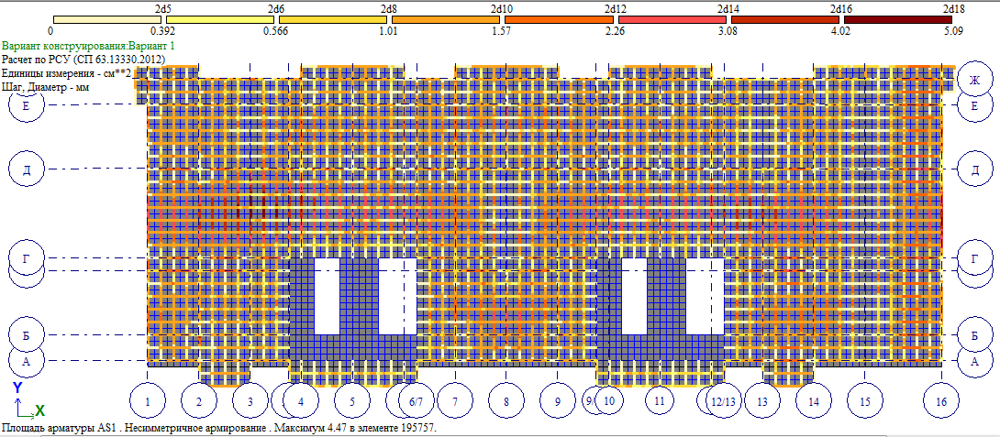 2d5 2d6 2d8 2d10 2d12 2d14 2d16 2d18
0 0.392 0.566 1.01 1.57 2.26 3.08 4.02 5.09
Вариант конструирования:Вариант 1
Расчет по РСУ (СП 63.13330.2012)
Единицы измерения - см**2
Шаг, Диаметр - мм
Ж
Е Е
Д Д
Г Г
Б Б
А А
Y
X
1 2 3 4 5 6/7 7 8 9 9/ 10 11 12/13 13 14 15 16
Площадь арматуры AS1 . Несимметричное армирование . Максимум 4.47 в элементе 195757.